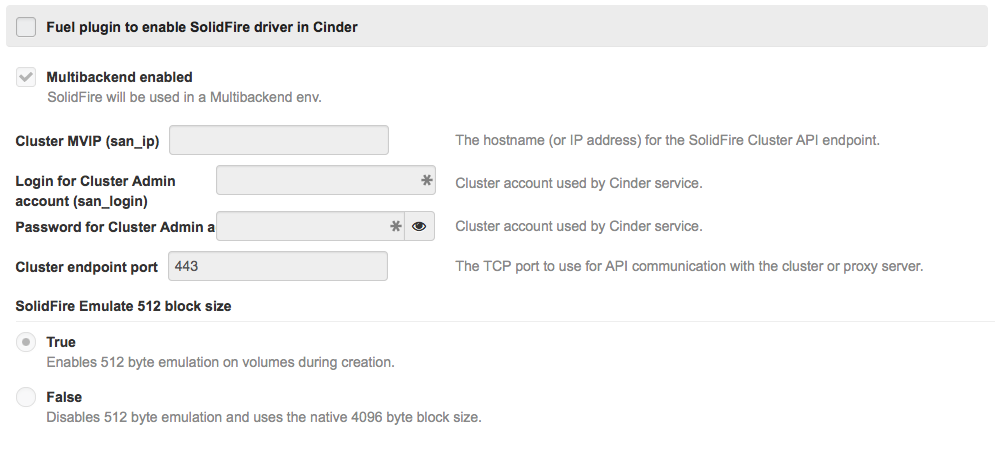 Fuel plugin to enable SolidFire driver in Cinder
Multibackend enabled
SolidFire will be used in a Multibackend env.
Cluster MVIP (san_ip)
The hostname (or IP address) for the SolidFire Cluster API endpoint.
Login for Cluster Admin
account (san_login)
Cluster account used by Cinder service.
Password for Cluster Admin a
Cluster account used by Cinder service.
Cluster endpoint port 443
The TCP port to use for API communication with the cluster or proxy server.
SolidFire Emulate 512 block size
True
Enables 512 byte emulation on volumes during creation.
False
Disables 512 byte emulation and uses the native 4096 byte block size.